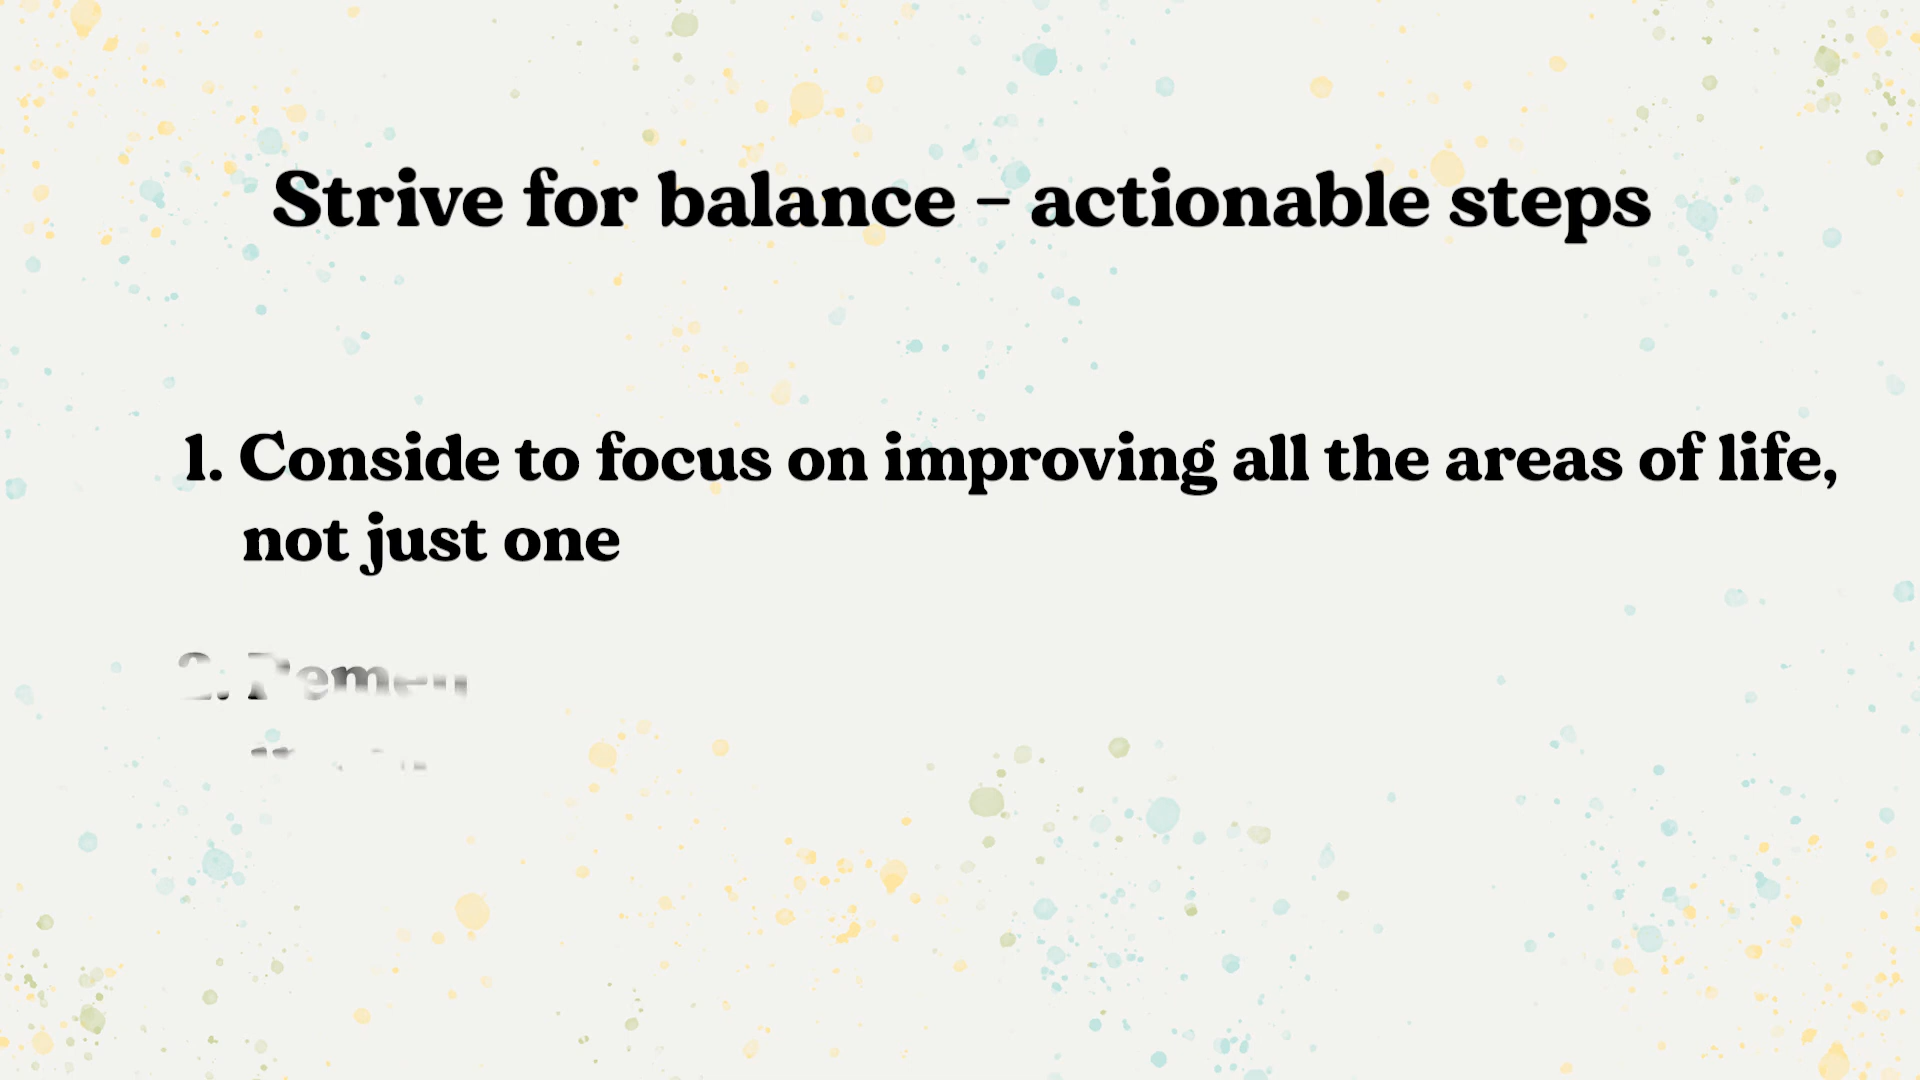 Strive for balance – actionable steps
1. Conside to focus on improving all the areas of life,
not just one
2.